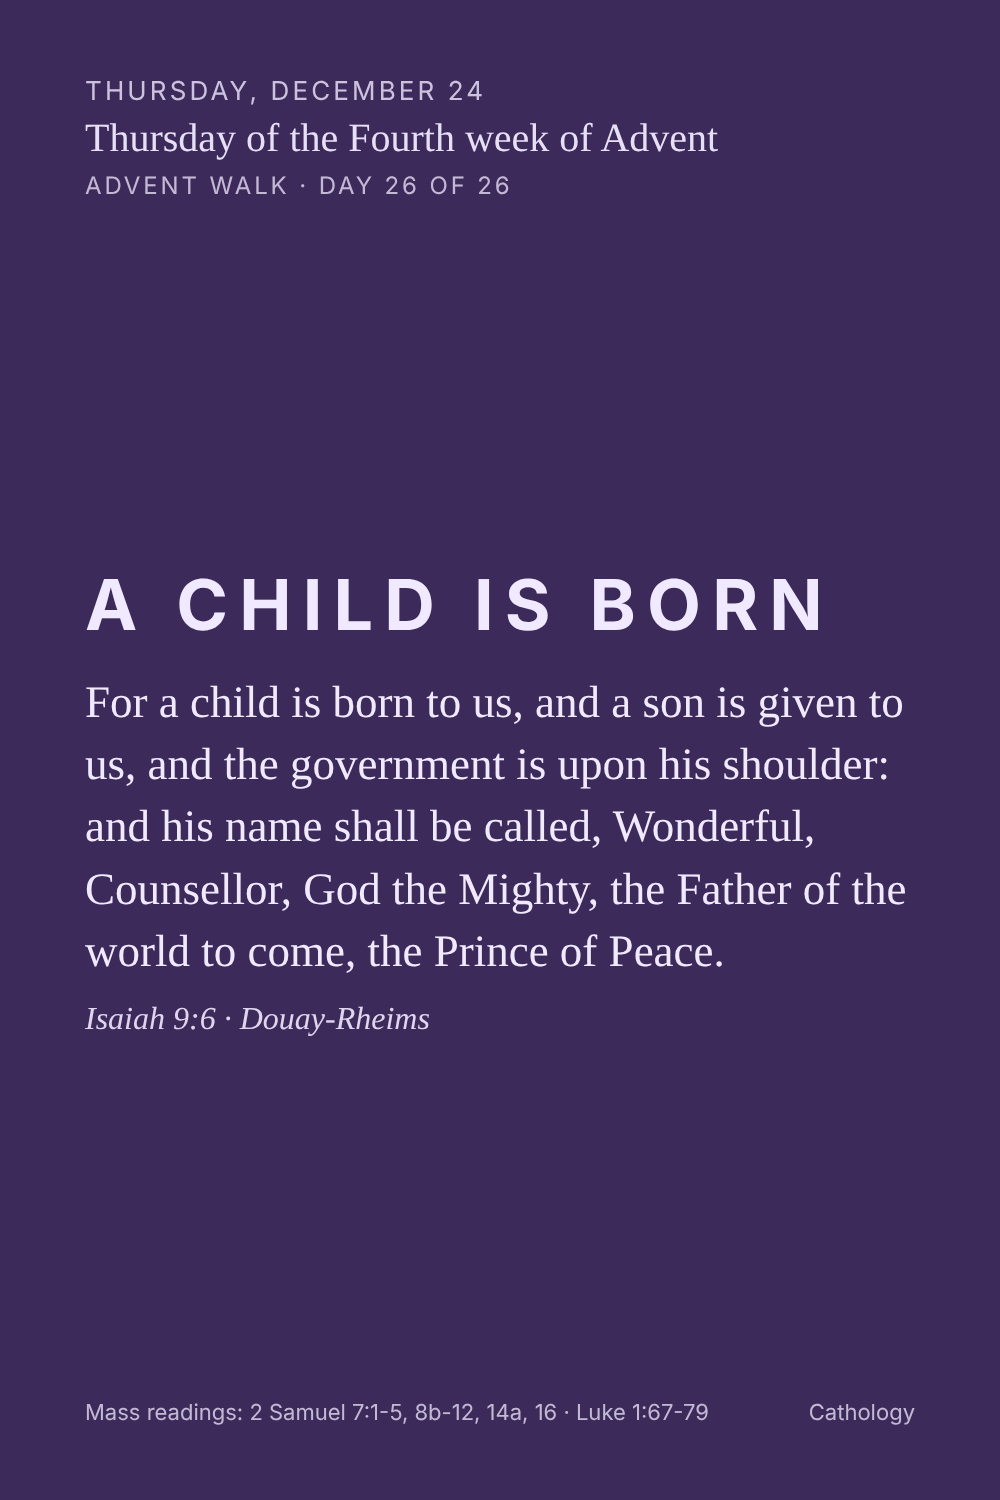 THURSDAY, DECEMBER 24
Thursday of the Fourth week of Advent
ADVENT WALK · DAY 26 OF 26
A CHILD IS BORN
For a child is born to us, and a son is given to
us, and the government is upon his shoulder:
and his name shall be called, Wonderful,
Counsellor, God the Mighty, the Father of the
world to come, the Prince of Peace.
Isaiah 9:6 · Douay-Rheims
Mass readings: 2 Samuel 7:1-5, 8b-12, 14a, 16 · Luke 1:67-79
Cathology